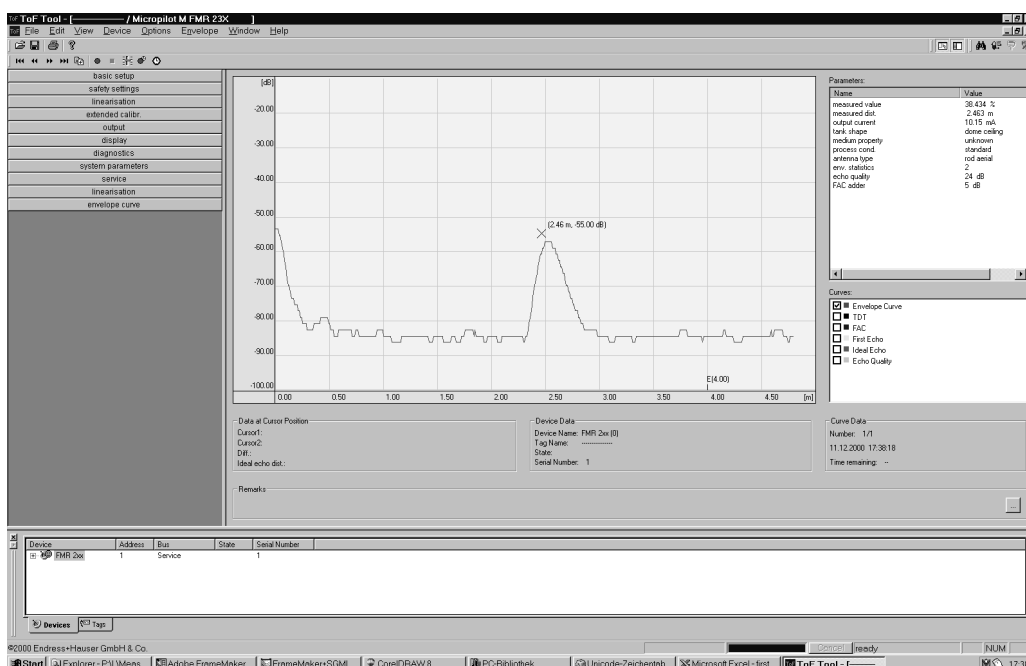 ToF Tool - [————— / Micropilot M FMR 23X ]
File Edit View Device Options Envelope Window Help
basic setup
safety settings
linearisation
extended calibr.
output
display
diagnostics
system parameters
service
linearisation
envelope curve
[dB]
-20.00
-30.00
-40.00
-50.00
-60.00
-70.00
-80.00
-90.00
-100.00
(2.46 m, -55.00 dB)
E(4.00)
0.00 0.50 1.00 1.50 2.00 2.50 3.00 3.50 4.00 4.50 [m]
Parameters:
Name Value
measured value 38.434 %
measured dist. 2.463 m
output current 10.15 mA
tank shape dome ceiling
medium property unknown
process cond. standard
antenna type rod aerial
env. statistics 2
echo quality 24 dB
FAC adder 5 dB
Curves:
Envelope Curve
TDT
FAC
First Echo
Ideal Echo
Echo Quality
Data at Cursor Position
Cursor1:
Cursor2:
Diff.:
Ideal echo dist.:
Device Data
Device Name: FMR 2xx (0)
Tag Name: ---------------
State:
Serial Number: 1
Curve Data
Number: 1/1
11.12.2000 17:38:18
Time remaining: --
Remarks
...
Device Address Bus State Serial Number
FMR 2xx 1 Service 1
Devices Tags
©2000 Endress+Hauser GmbH & Co.
Cancel ready NUM
Start Explorer - P:\\Meas... Adobe FrameMaker FrameMaker+SGML CorelDRAW 8 PC-Bibliothek Unicode-Zeichentab... Microsoft Excel - first... ToF Tool - [———